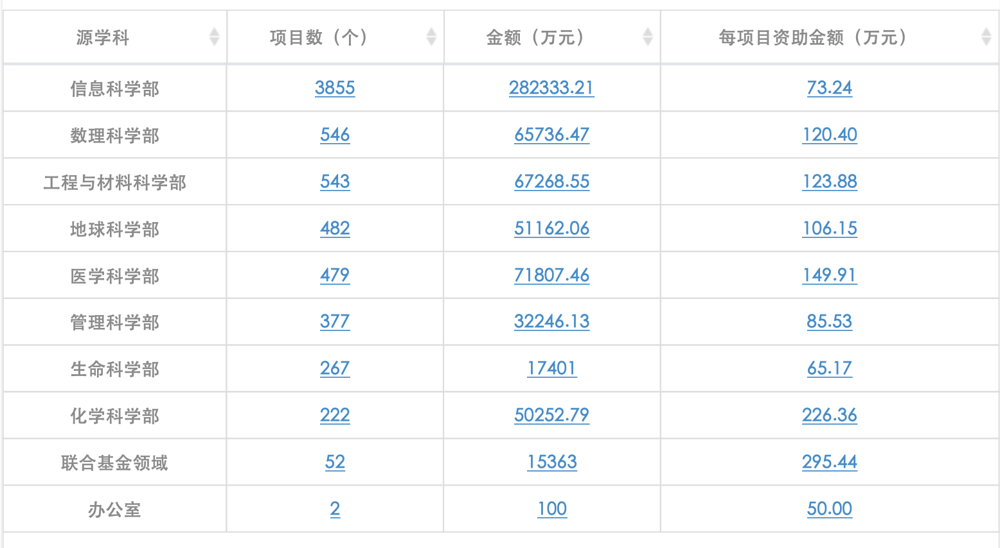 源学科 项目数（个） 金额（万元） 每项目资助金额（万元）
信息科学部 3855 282333.21 73.24
数理科学部 546 65736.47 120.40
工程与材料科学部 543 67268.55 123.88
地球科学部 482 51162.06 106.15
医学科学部 479 71807.46 149.91
管理科学部 377 32246.13 85.53
生命科学部 267 17401 65.17
化学科学部 222 50252.79 226.36
联合基金领域 52 15363 295.44
办公室 2 100 50.00